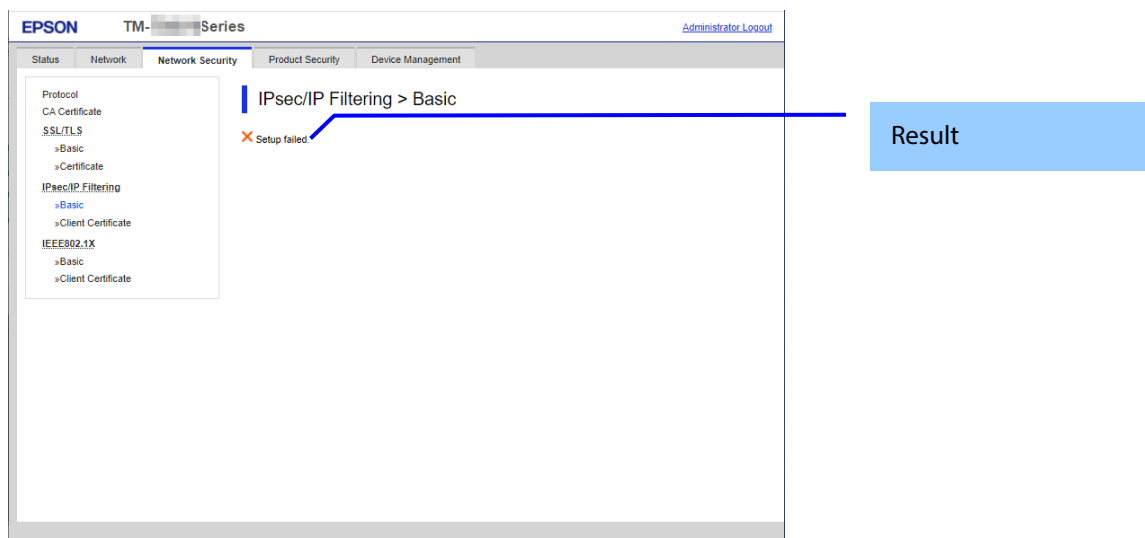 EPSON TM- Series Administrator Logout
Status Network Network Security Product Security Device Management
Protocol
CA Certificate
SSL/TLS
»Basic
»Certificate
IPsec/IP Filtering
»Basic
»Client Certificate
IEEE802.1X
»Basic
»Client Certificate
IPsec/IP Filtering > Basic
Setup failed.
Result